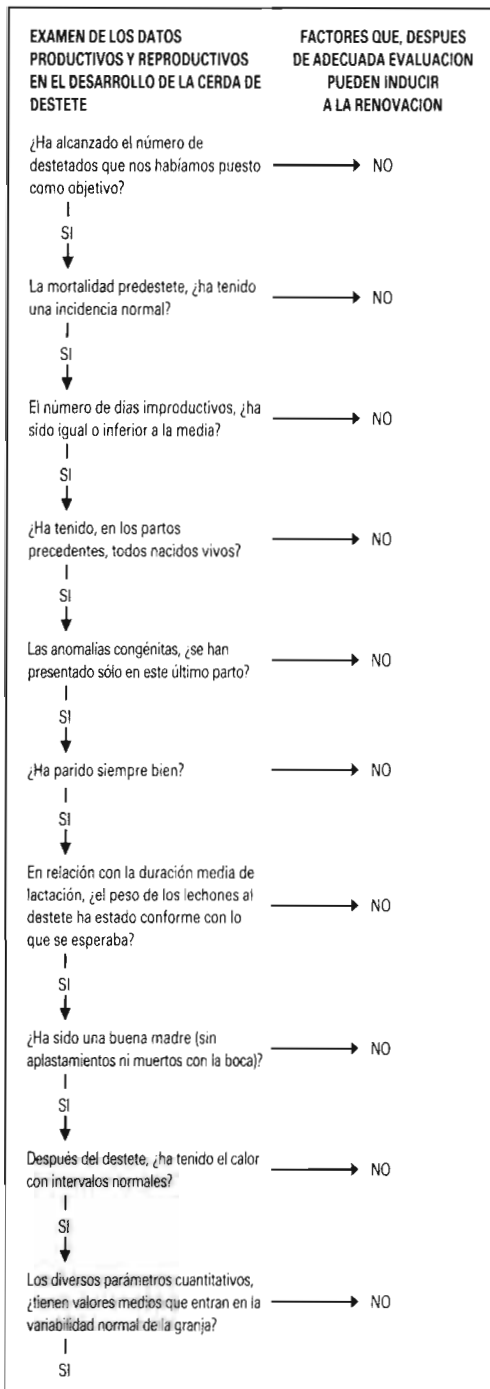 EXAMEN DE LOS DATOS
PRODUCTIVOS Y REPRODUCTIVOS
EN EL DESARROLLO DE LA CERDA DE
DESTETE
FACTORES QUE, DESPUES
DE ADECUADA EVALUACION
PUEDEN INDUCIR
A LA RENOVACION
¿Ha alcanzado el número de
destetados que nos habíamos puesto
como objetivo?
NO
SI
La mortalidad predestete, ¿ha tenido
una incidencia normal?
NO
SI
El número de días improductivos, ¿ha
sido igual o inferior a la media?
NO
SI
¿Ha tenido, en los partos
precedentes, todos nacidos vivos?
NO
SI
Las anomalías congénitas, ¿se han
presentado sólo en este último parto?
NO
SI
¿Ha parido siempre bien?
NO
SI
En relación con la duración media de
lactación, ¿el peso de los lechones al
destete ha estado conforme con lo
que se esperaba?
NO
SI
¿Ha sido una buena madre (sin
aplastamientos ni muertos con la boca)?
NO
SI
Después del destete, ¿ha tenido el calor
con intervalos normales?
NO
SI
Los diversos parámetros cuantitativos,
¿tienen valores medios que entran en la
variabilidad normal de la granja?
NO
SI